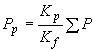 P_p = \frac{K_p}{K_f} \sum P